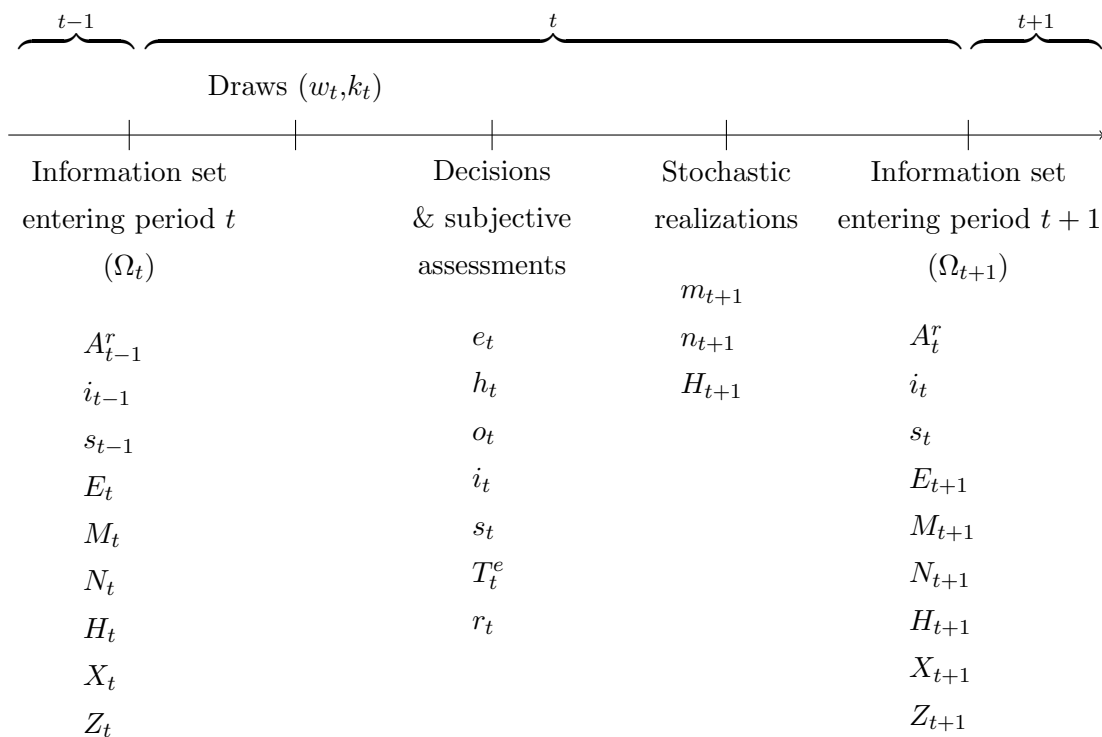 t−1 t t+1
Draws (w_t,k_t)
Information set Decisions Stochastic Information set
entering period t & subjective realizations entering period t + 1
(Ω_t) assessments (Ω_{t+1})
m_{t+1}
A^r_{t−1} e_t n_{t+1} A^r_t
i_{t−1} h_t H_{t+1} i_t
s_{t−1} o_t s_t
E_t i_t E_{t+1}
M_t s_t M_{t+1}
N_t T^e_t N_{t+1}
H_t r_t H_{t+1}
X_t X_{t+1}
Z_t Z_{t+1}